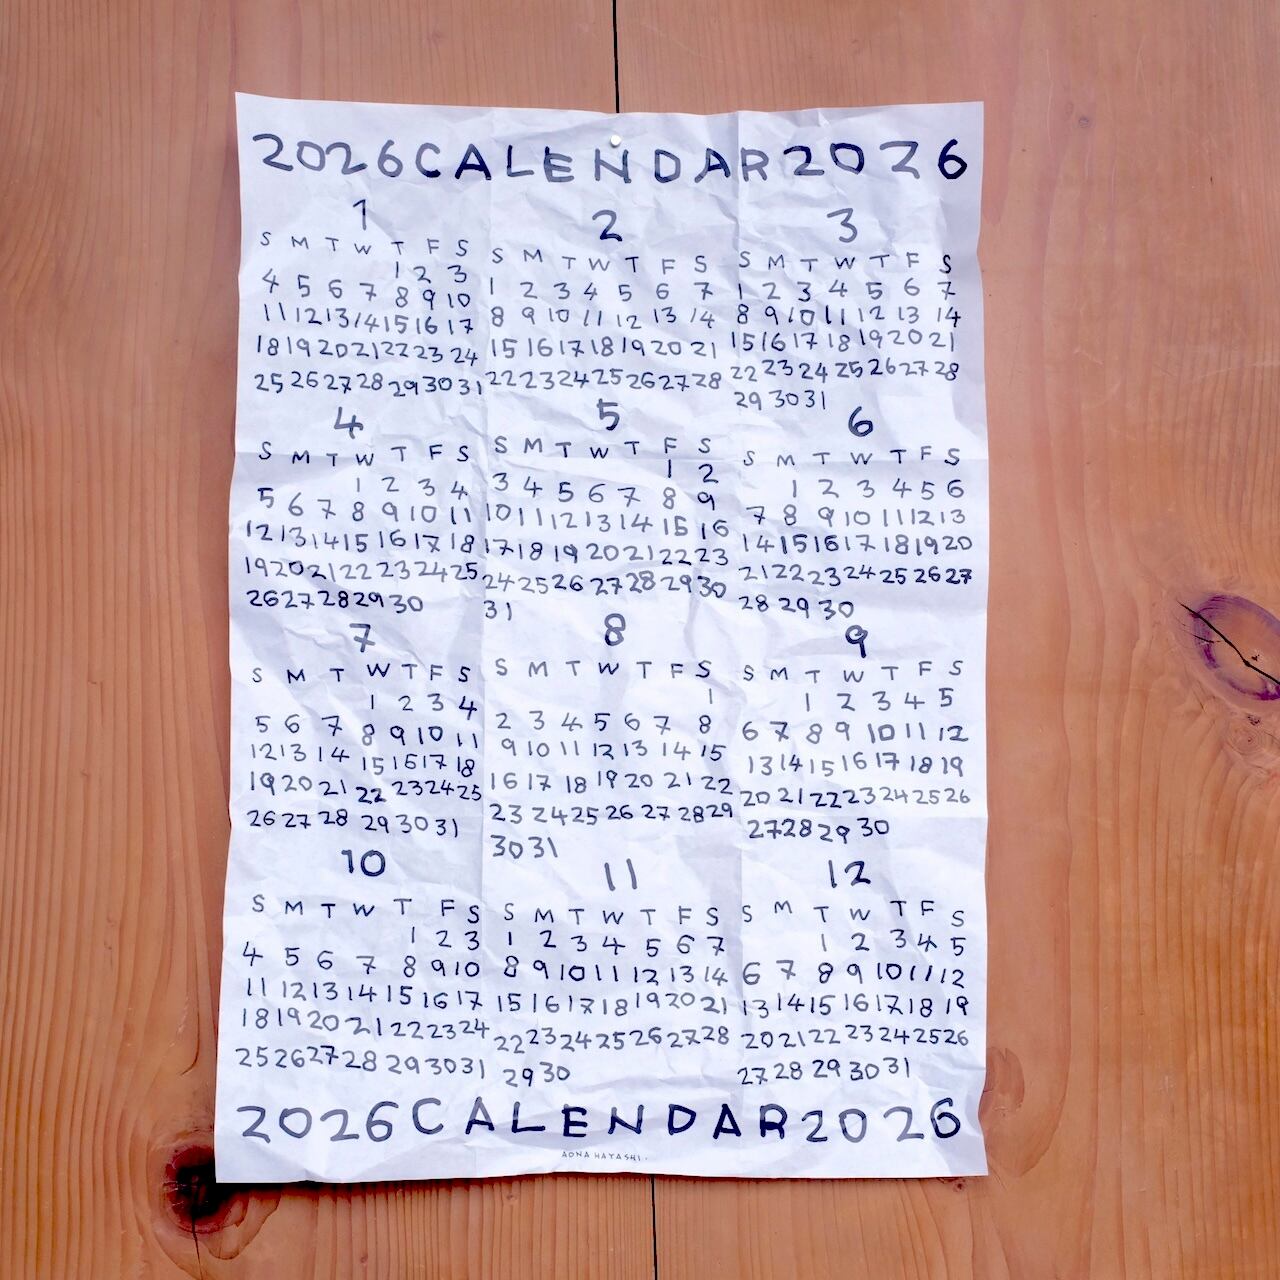 2026 CALENDAR 2026
1
S M T W T F S
1 2 3
4 5 6 7 8 9 10
11 12 13 14 15 16 17
18 19 20 21 22 23 24
25 26 27 28 29 30 31
2
S M T W T F S
1 2 3 4 5 6 7
8 9 10 11 12 13 14
15 16 17 18 19 20 21
22 23 24 25 26 27 28
3
S M T W T F S
1 2 3 4 5 6 7
8 9 10 11 12 13 14
15 16 17 18 19 20 21
22 23 24 25 26 27 28
29 30 31
4
S M T W T F S
1 2 3 4
5 6 7 8 9 10 11
12 13 14 15 16 17 18
19 20 21 22 23 24 25
26 27 28 29 30
5
S M T W T F S
1 2
3 4 5 6 7 8 9
10 11 12 13 14 15 16
17 18 19 20 21 22 23
24 25 26 27 28 29 30
31
6
S M T W T F S
1 2 3 4 5 6
7 8 9 10 11 12 13
14 15 16 17 18 19 20
21 22 23 24 25 26 27
28 29 30
7
S M T W T F S
1 2 3 4
5 6 7 8 9 10 11
12 13 14 15 16 17 18
19 20 21 22 23 24 25
26 27 28 29 30 31
8
S M T W T F S
1
2 3 4 5 6 7 8
9 10 11 12 13 14 15
16 17 18 19 20 21 22
23 24 25 26 27 28 29
30 31
9
S M T W T F S
1 2 3 4 5
6 7 8 9 10 11 12
13 14 15 16 17 18 19
20 21 22 23 24 25 26
27 28 29 30
10
S M T W T F S
1 2 3
4 5 6 7 8 9 10
11 12 13 14 15 16 17
18 19 20 21 22 23 24
25 26 27 28 29 30 31
11
S M T W T F S
1 2 3 4 5 6 7
8 9 10 11 12 13 14
15 16 17 18 19 20 21
22 23 24 25 26 27 28
29 30
12
S M T W T F S
1 2 3 4 5
6 7 8 9 10 11 12
13 14 15 16 17 18 19
20 21 22 23 24 25 26
27 28 29 30 31
2026 CALENDAR 2026
AONA HAYASHI.